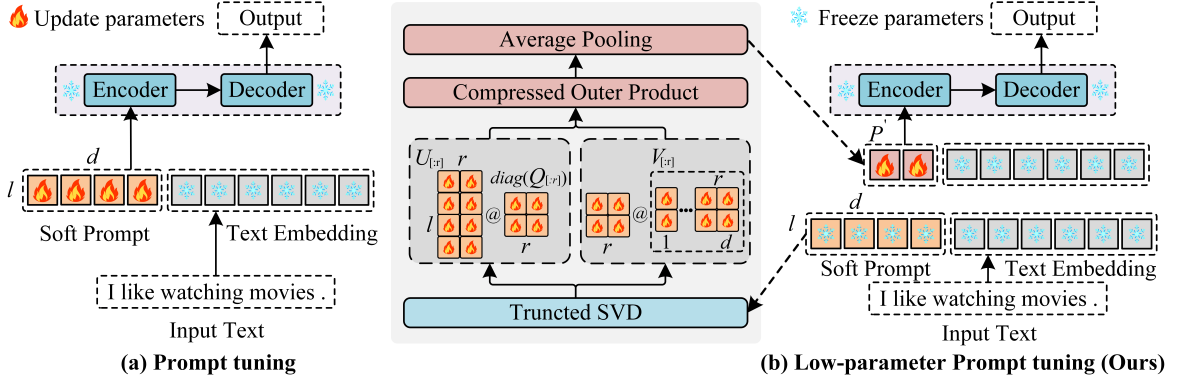 Update parameters
Output
Encoder
Decoder
d
l
Soft Prompt
Text Embedding
I like watching movies .
Input Text
(a) Prompt tuning
Average Pooling
Compressed Outer Product
U[:r]
r
diag(Q[:r])
l
@
r
V[:r]
r
@
r
1
d
Truncted SVD
Freeze parameters
Output
Encoder
Decoder
P'
d
l
Soft Prompt
Text Embedding
I like watching movies .
Input Text
(b) Low-parameter Prompt tuning (Ours)